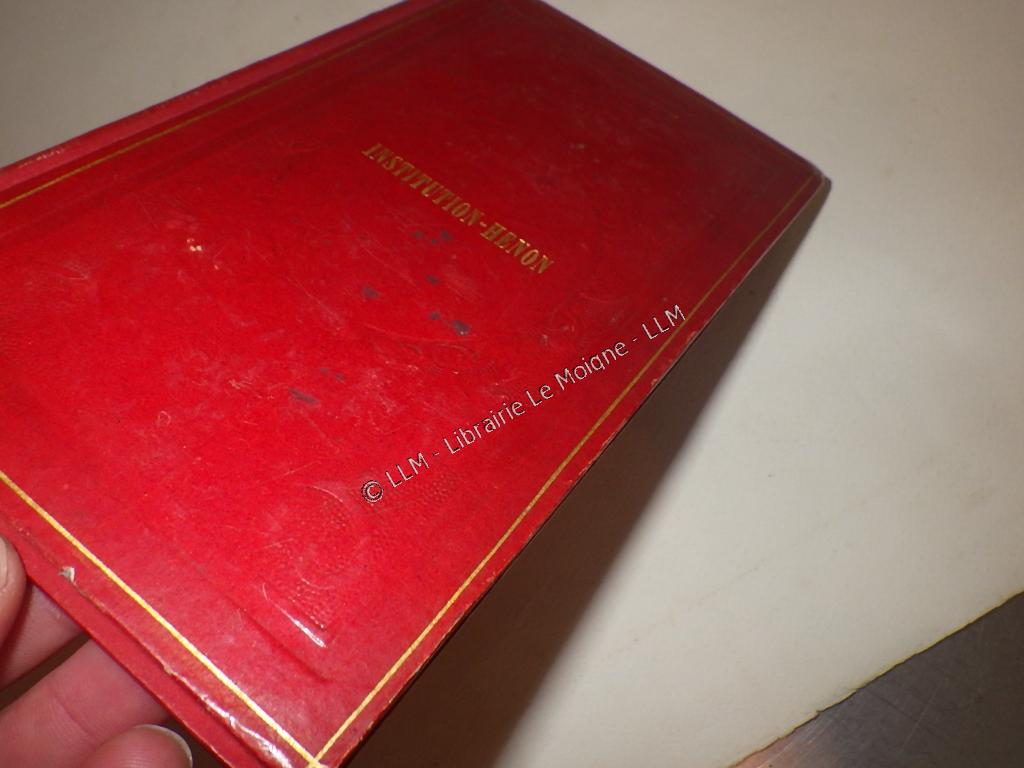 INSTITUTION-HENON
© LLM - Librairie Le Moigne - LLM